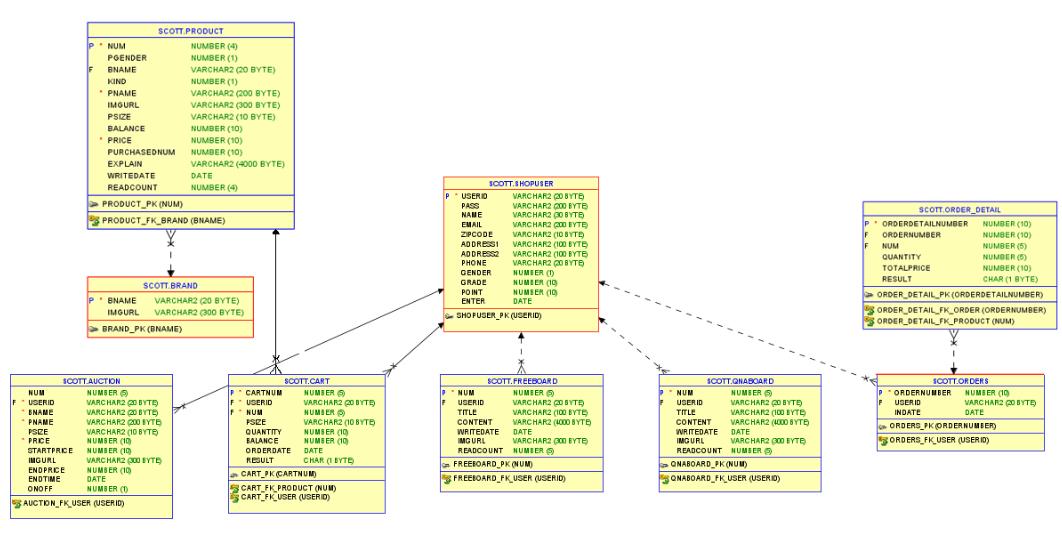 SCOTT.PRODUCT
P * NUM NUMBER (4)
PGENDER NUMBER (1)
F BNAME VARCHAR2 (20 BYTE)
KIND NUMBER (1)
* PNAME VARCHAR2 (200 BYTE)
IMGURL VARCHAR2 (300 BYTE)
PSIZE VARCHAR2 (10 BYTE)
BALANCE NUMBER (10)
* PRICE NUMBER (10)
PURCHASEDNUM NUMBER (10)
EXPLAIN VARCHAR2 (4000 BYTE)
WRITEDATE DATE
READCOUNT NUMBER (4)
PRODUCT_PK (NUM)
PRODUCT_FK_BRAND (BNAME)
SCOTT.BRAND
P * BNAME VARCHAR2 (20 BYTE)
IMGURL VARCHAR2 (300 BYTE)
BRAND_PK (BNAME)
SCOTT.SHOPUSER
P * USERID VARCHAR2 (20 BYTE)
PASS VARCHAR2 (200 BYTE)
NAME VARCHAR2 (30 BYTE)
EMAIL VARCHAR2 (200 BYTE)
ZIPCODE VARCHAR2 (10 BYTE)
ADDRESS1 VARCHAR2 (100 BYTE)
ADDRESS2 VARCHAR2 (100 BYTE)
PHONE VARCHAR2 (20 BYTE)
GENDER NUMBER (1)
GRADE NUMBER (10)
POINT NUMBER (10)
ENTER DATE
SHOPUSER_PK (USERID)
SCOTT.ORDER_DETAIL
P * ORDERDETAILNUMBER NUMBER (10)
F ORDERNUMBER NUMBER (10)
F NUM NUMBER (5)
QUANTITY NUMBER (5)
TOTALPRICE NUMBER (10)
RESULT CHAR (1 BYTE)
ORDER_DETAIL_PK (ORDERDETAILNUMBER)
ORDER_DETAIL_FK_ORDER (ORDERNUMBER)
ORDER_DETAIL_FK_PRODUCT (NUM)
SCOTT.AUCTION
NUM NUMBER (5)
F * USERID VARCHAR2 (20 BYTE)
* BNAME VARCHAR2 (20 BYTE)
* PNAME VARCHAR2 (200 BYTE)
PSIZE VARCHAR2 (10 BYTE)
* PRICE NUMBER (10)
STARTPRICE NUMBER (10)
IMGURL VARCHAR2 (300 BYTE)
ENDPRICE NUMBER (10)
ENDTIME DATE
ONOFF NUMBER (1)
AUCTION_FK_USER (USERID)
SCOTT.CART
P * CARTNUM NUMBER (5)
F * USERID VARCHAR2 (20 BYTE)
F * NUM NUMBER (5)
PSIZE VARCHAR2 (10 BYTE)
QUANTITY NUMBER (10)
BALANCE NUMBER (10)
ORDERDATE DATE
RESULT CHAR (1 BYTE)
CART_PK (CARTNUM)
CART_FK_PRODUCT (NUM)
CART_FK_USER (USERID)
SCOTT.FREEBOARD
P * NUM NUMBER (5)
F USERID VARCHAR2 (20 BYTE)
TITLE VARCHAR2 (100 BYTE)
CONTENT VARCHAR2 (4000 BYTE)
WRITEDATE DATE
IMGURL VARCHAR2 (300 BYTE)
READCOUNT NUMBER (5)
FREEBOARD_PK (NUM)
FREEBOARD_FK_USER (USERID)
SCOTT.QNABOARD
P * NUM NUMBER (5)
F USERID VARCHAR2 (20 BYTE)
TITLE VARCHAR2 (100 BYTE)
CONTENT VARCHAR2 (4000 BYTE)
WRITEDATE DATE
IMGURL VARCHAR2 (300 BYTE)
READCOUNT NUMBER (5)
QNABOARD_PK (NUM)
QNABOARD_FK_USER (USERID)
SCOTT.ORDERS
P * ORDERNUMBER NUMBER (10)
F USERID VARCHAR2 (20 BYTE)
INDATE DATE
ORDERS_PK (ORDERNUMBER)
ORDERS_FK_USER (USERID)